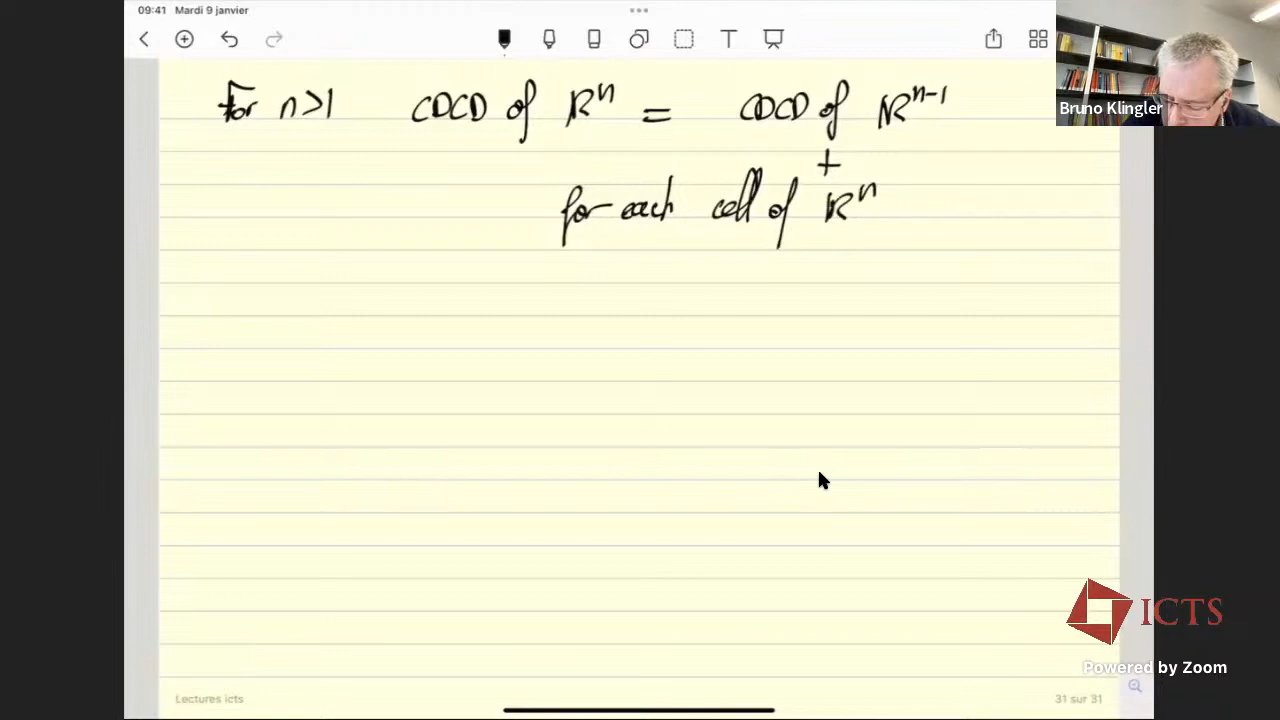 09:41 Mardi 9 janvier
Bruno Klingler
For n>1 CDCD of ℝⁿ = CDCD of ℝⁿ⁻¹
+
for each cell of ℝⁿ
ICTS
Powered by Zoom
Lectures icts
31 sur 31